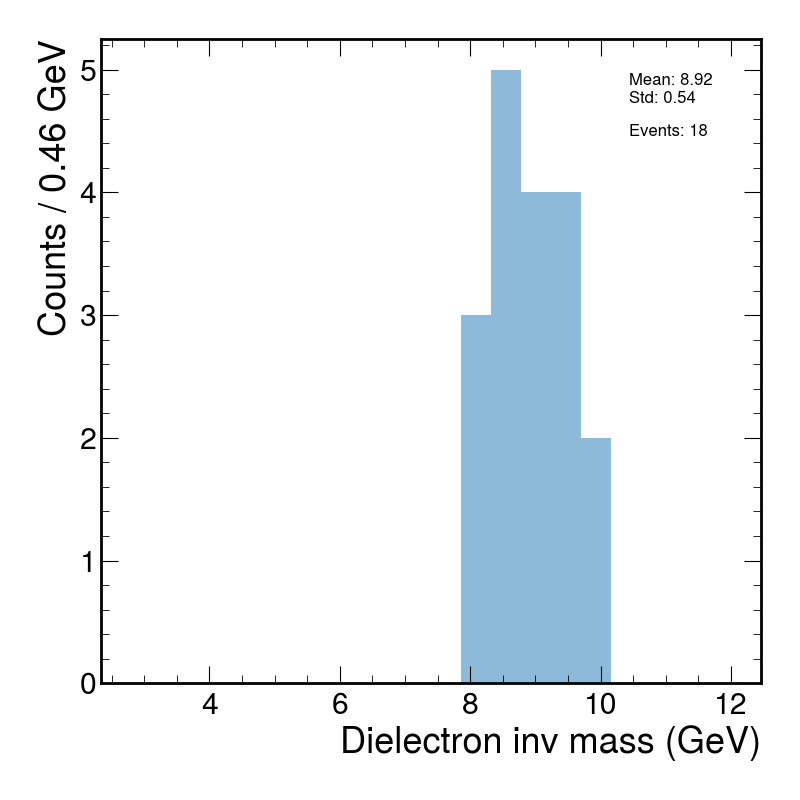 Counts / 0.46 GeV
5
4
3
2
1
0
Mean: 8.92
Std: 0.54
Events: 18
4 6 8 10 12
Dielectron inv mass (GeV)